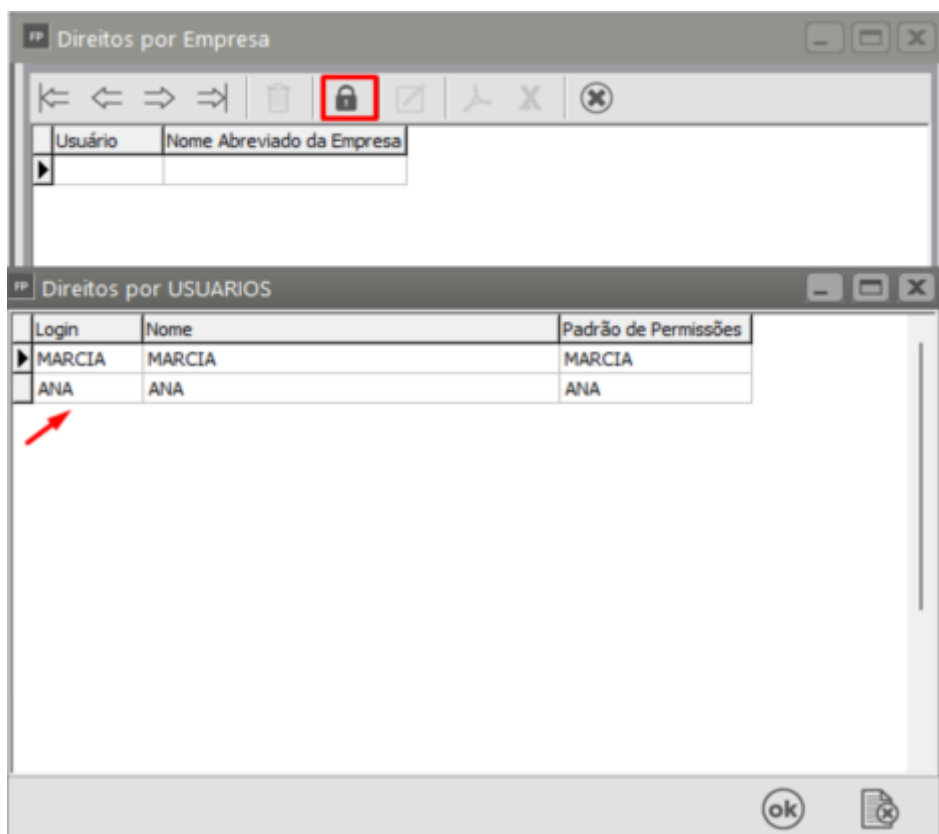 FP Direitos por Empresa
Usuário Nome Abreviado da Empresa
FP Direitos por USUARIOS
Login Nome Padrão de Permissões
MARCIA MARCIA MARCIA
ANA ANA ANA
ok